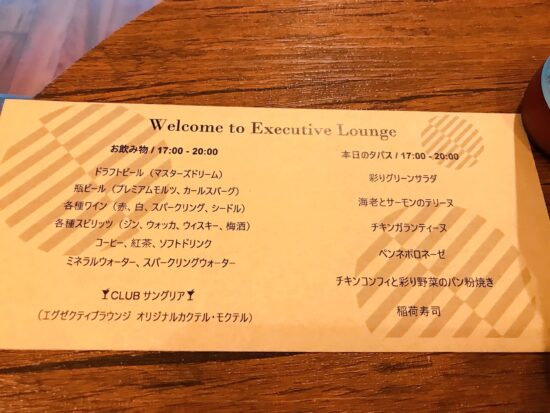 Welcome to Executive Lounge
お飲み物 / 17:00 - 20:00
ドラフトビール (マスターズドリーム)
瓶ビール (プレミアムモルツ、カールスバーグ)
各種ワイン (赤、白、スパークリング、シードル)
各種スピリッツ (ジン、ウォッカ、ウィスキー、梅酒)
コーヒー、紅茶、ソフトドリンク
ミネラルウォーター、スパークリングウォーター
CLUB サングリア
(エグゼクティブラウンジ オリジナルカクテル・モクテル)
本日のタパス / 17:00 - 20:00
彩りグリーンサラダ
海老とサーモンのテリーヌ
チキンガランティーヌ
ペンネボロネーゼ
チキンコンフィと彩り野菜のパン粉焼き
稲荷寿司